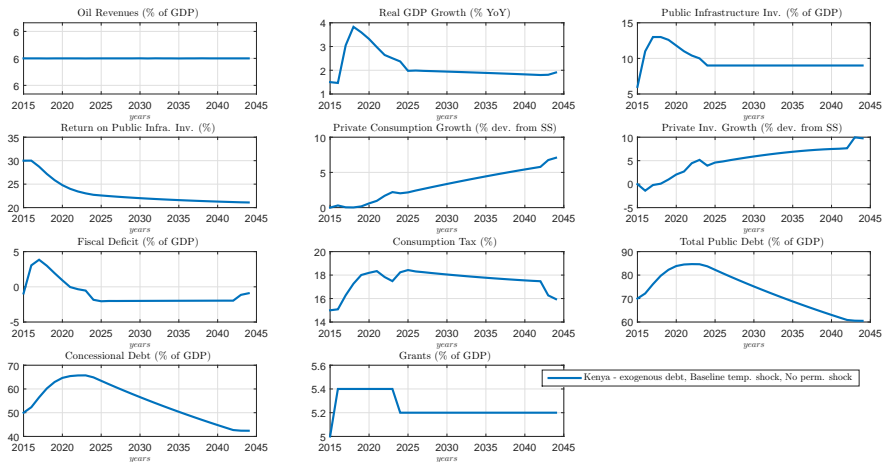 Oil Revenues (% of GDP)
6
6
6
2015 2020 2025 2030 2035 2040 2045
years
Real GDP Growth (% YoY)
4
3
2
1
2015 2020 2025 2030 2035 2040 2045
years
Public Infrastructure Inv. (% of GDP)
15
10
5
2015 2020 2025 2030 2035 2040 2045
years
Return on Public Infra. Inv. (%)
35
30
25
20
2015 2020 2025 2030 2035 2040 2045
years
Private Consumption Growth (% dev. from SS)
10
5
0
2015 2020 2025 2030 2035 2040 2045
years
Private Inv. Growth (% dev. from SS)
10
5
0
-5
2015 2020 2025 2030 2035 2040 2045
years
Fiscal Deficit (% of GDP)
5
0
-5
2015 2020 2025 2030 2035 2040 2045
years
Consumption Tax (%)
20
18
16
14
2015 2020 2025 2030 2035 2040 2045
years
Total Public Debt (% of GDP)
90
80
70
60
2015 2020 2025 2030 2035 2040 2045
years
Concessional Debt (% of GDP)
70
60
50
40
2015 2020 2025 2030 2035 2040 2045
years
Grants (% of GDP)
5.6
5.4
5.2
5
2015 2020 2025 2030 2035 2040 2045
years
Kenya - exogenous debt, Baseline temp. shock, No perm. shock